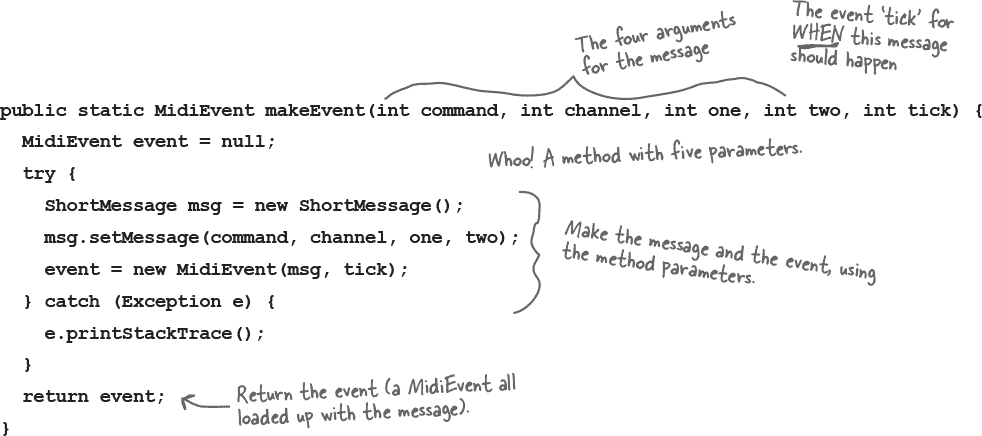 The four arguments
for the message
The event 'tick' for
WHEN this message
should happen
public static MidiEvent makeEvent(int command, int channel, int one, int two, int tick) {
MidiEvent event = null;
Whoo! A method with five parameters.
try {
ShortMessage msg = new ShortMessage();
msg.setMessage(command, channel, one, two);
event = new MidiEvent(msg, tick);
Make the message and the event, using
the method parameters.
} catch (Exception e) {
e.printStackTrace();
}
return event;
Return the event (a MidiEvent all
loaded up with the message).
}